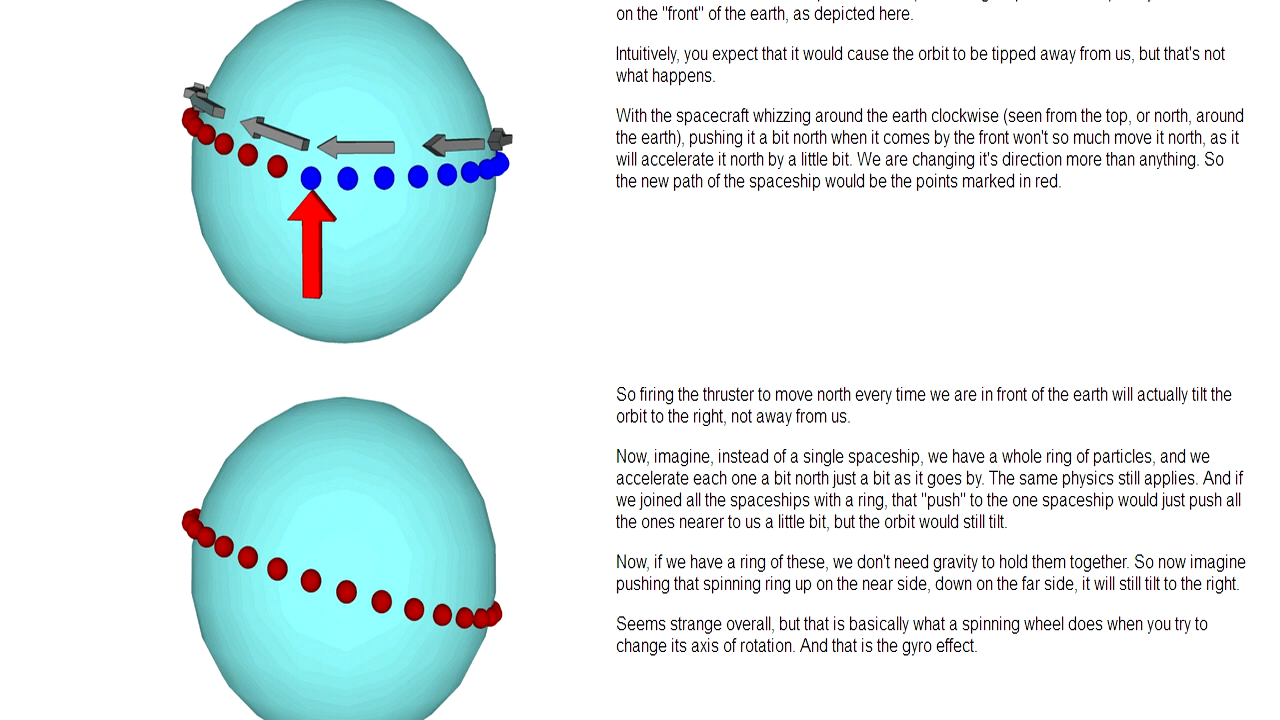 on the "front" of the earth, as depicted here.
Intuitively, you expect that it would cause the orbit to be tipped away from us, but that's not
what happens.
With the spacecraft whizzing around the earth clockwise (seen from the top, or north, around
the earth), pushing it a bit north when it comes by the front won't so much move it north, as it
will accelerate it north by a little bit. We are changing it's direction more than anything. So
the new path of the spaceship would be the points marked in red.
So firing the thruster to move north every time we are in front of the earth will actually tilt the
orbit to the right, not away from us.
Now, imagine, instead of a single spaceship, we have a whole ring of particles, and we
accelerate each one a bit north just a bit as it goes by. The same physics still applies. And if
we joined all the spaceships with a ring, that "push" to the one spaceship would just push all
the ones nearer to us a little bit, but the orbit would still tilt.
Now, if we have a ring of these, we don't need gravity to hold them together. So now imagine
pushing that spinning ring up on the near side, down on the far side, it will still tilt to the right.
Seems strange overall, but that is basically what a spinning wheel does when you try to
change its axis of rotation. And that is the gyro effect.